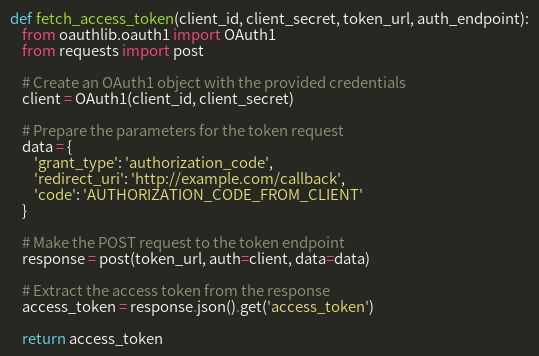 def fetch_access_token(client_id, client_secret, token_url, auth_endpoint):
    from oauthlib.oauth1 import OAuth1
    from requests import post

    # Create an OAuth1 object with the provided credentials
    client = OAuth1(client_id, client_secret)

    # Prepare the parameters for the token request
    data = {
        'grant_type': 'authorization_code',
        'redirect_uri': 'http://example.com/callback',
        'code': 'AUTHORIZATION_CODE_FROM_CLIENT'
    }

    # Make the POST request to the token endpoint
    response = post(token_url, auth=client, data=data)

    # Extract the access token from the response
    access_token = response.json().get('access_token')

    return access_token